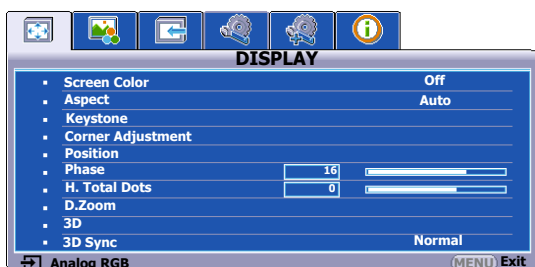 DISPLAY
Screen Color Off
Aspect Auto
Keystone
Corner Adjustment
Position
Phase 16
H. Total Dots 0
D.Zoom
3D
3D Sync Normal
Analog RGB MENU Exit